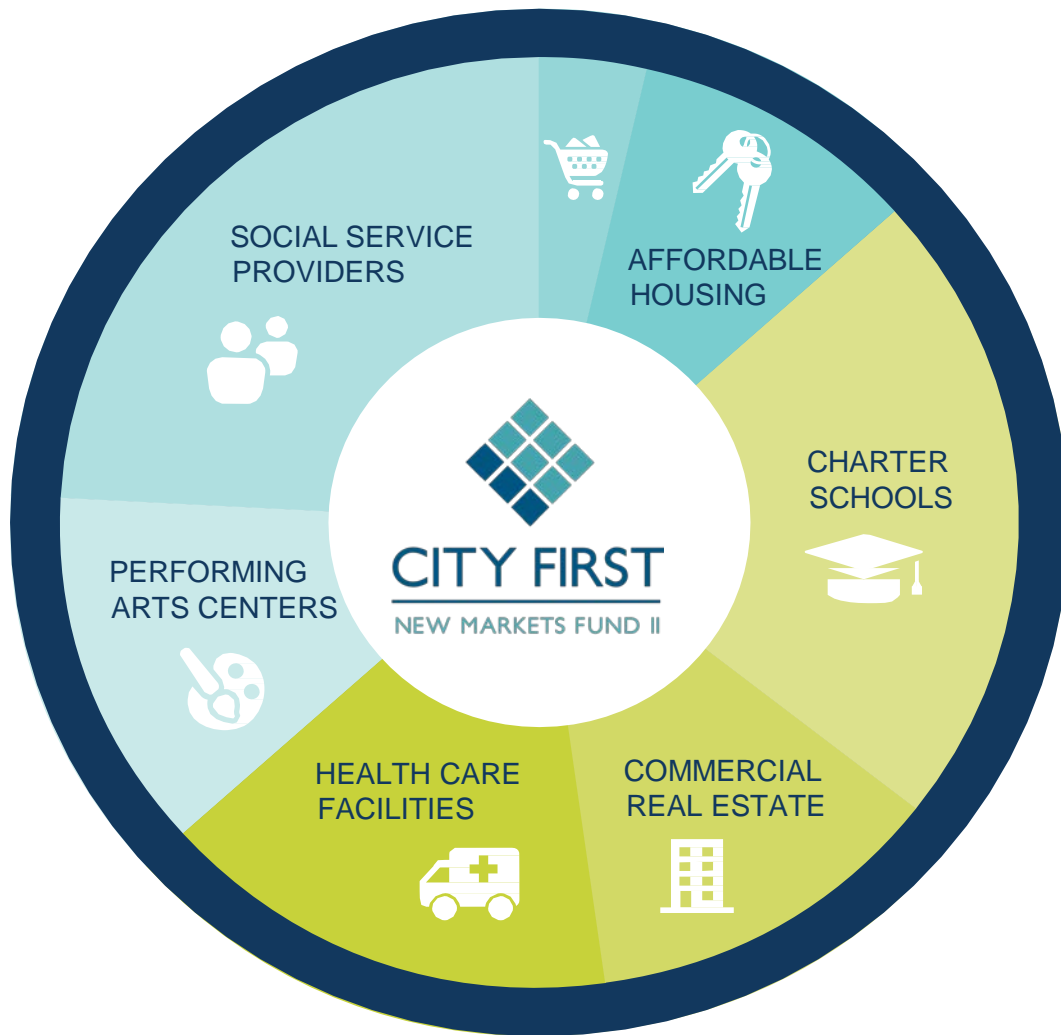 SOCIAL SERVICE
PROVIDERS
AFFORDABLE
HOUSING
CHARTER
SCHOOLS
CITY FIRST
NEW MARKETS FUND II
PERFORMING
ARTS CENTERS
HEALTH CARE
FACILITIES
COMMERCIAL
REAL ESTATE